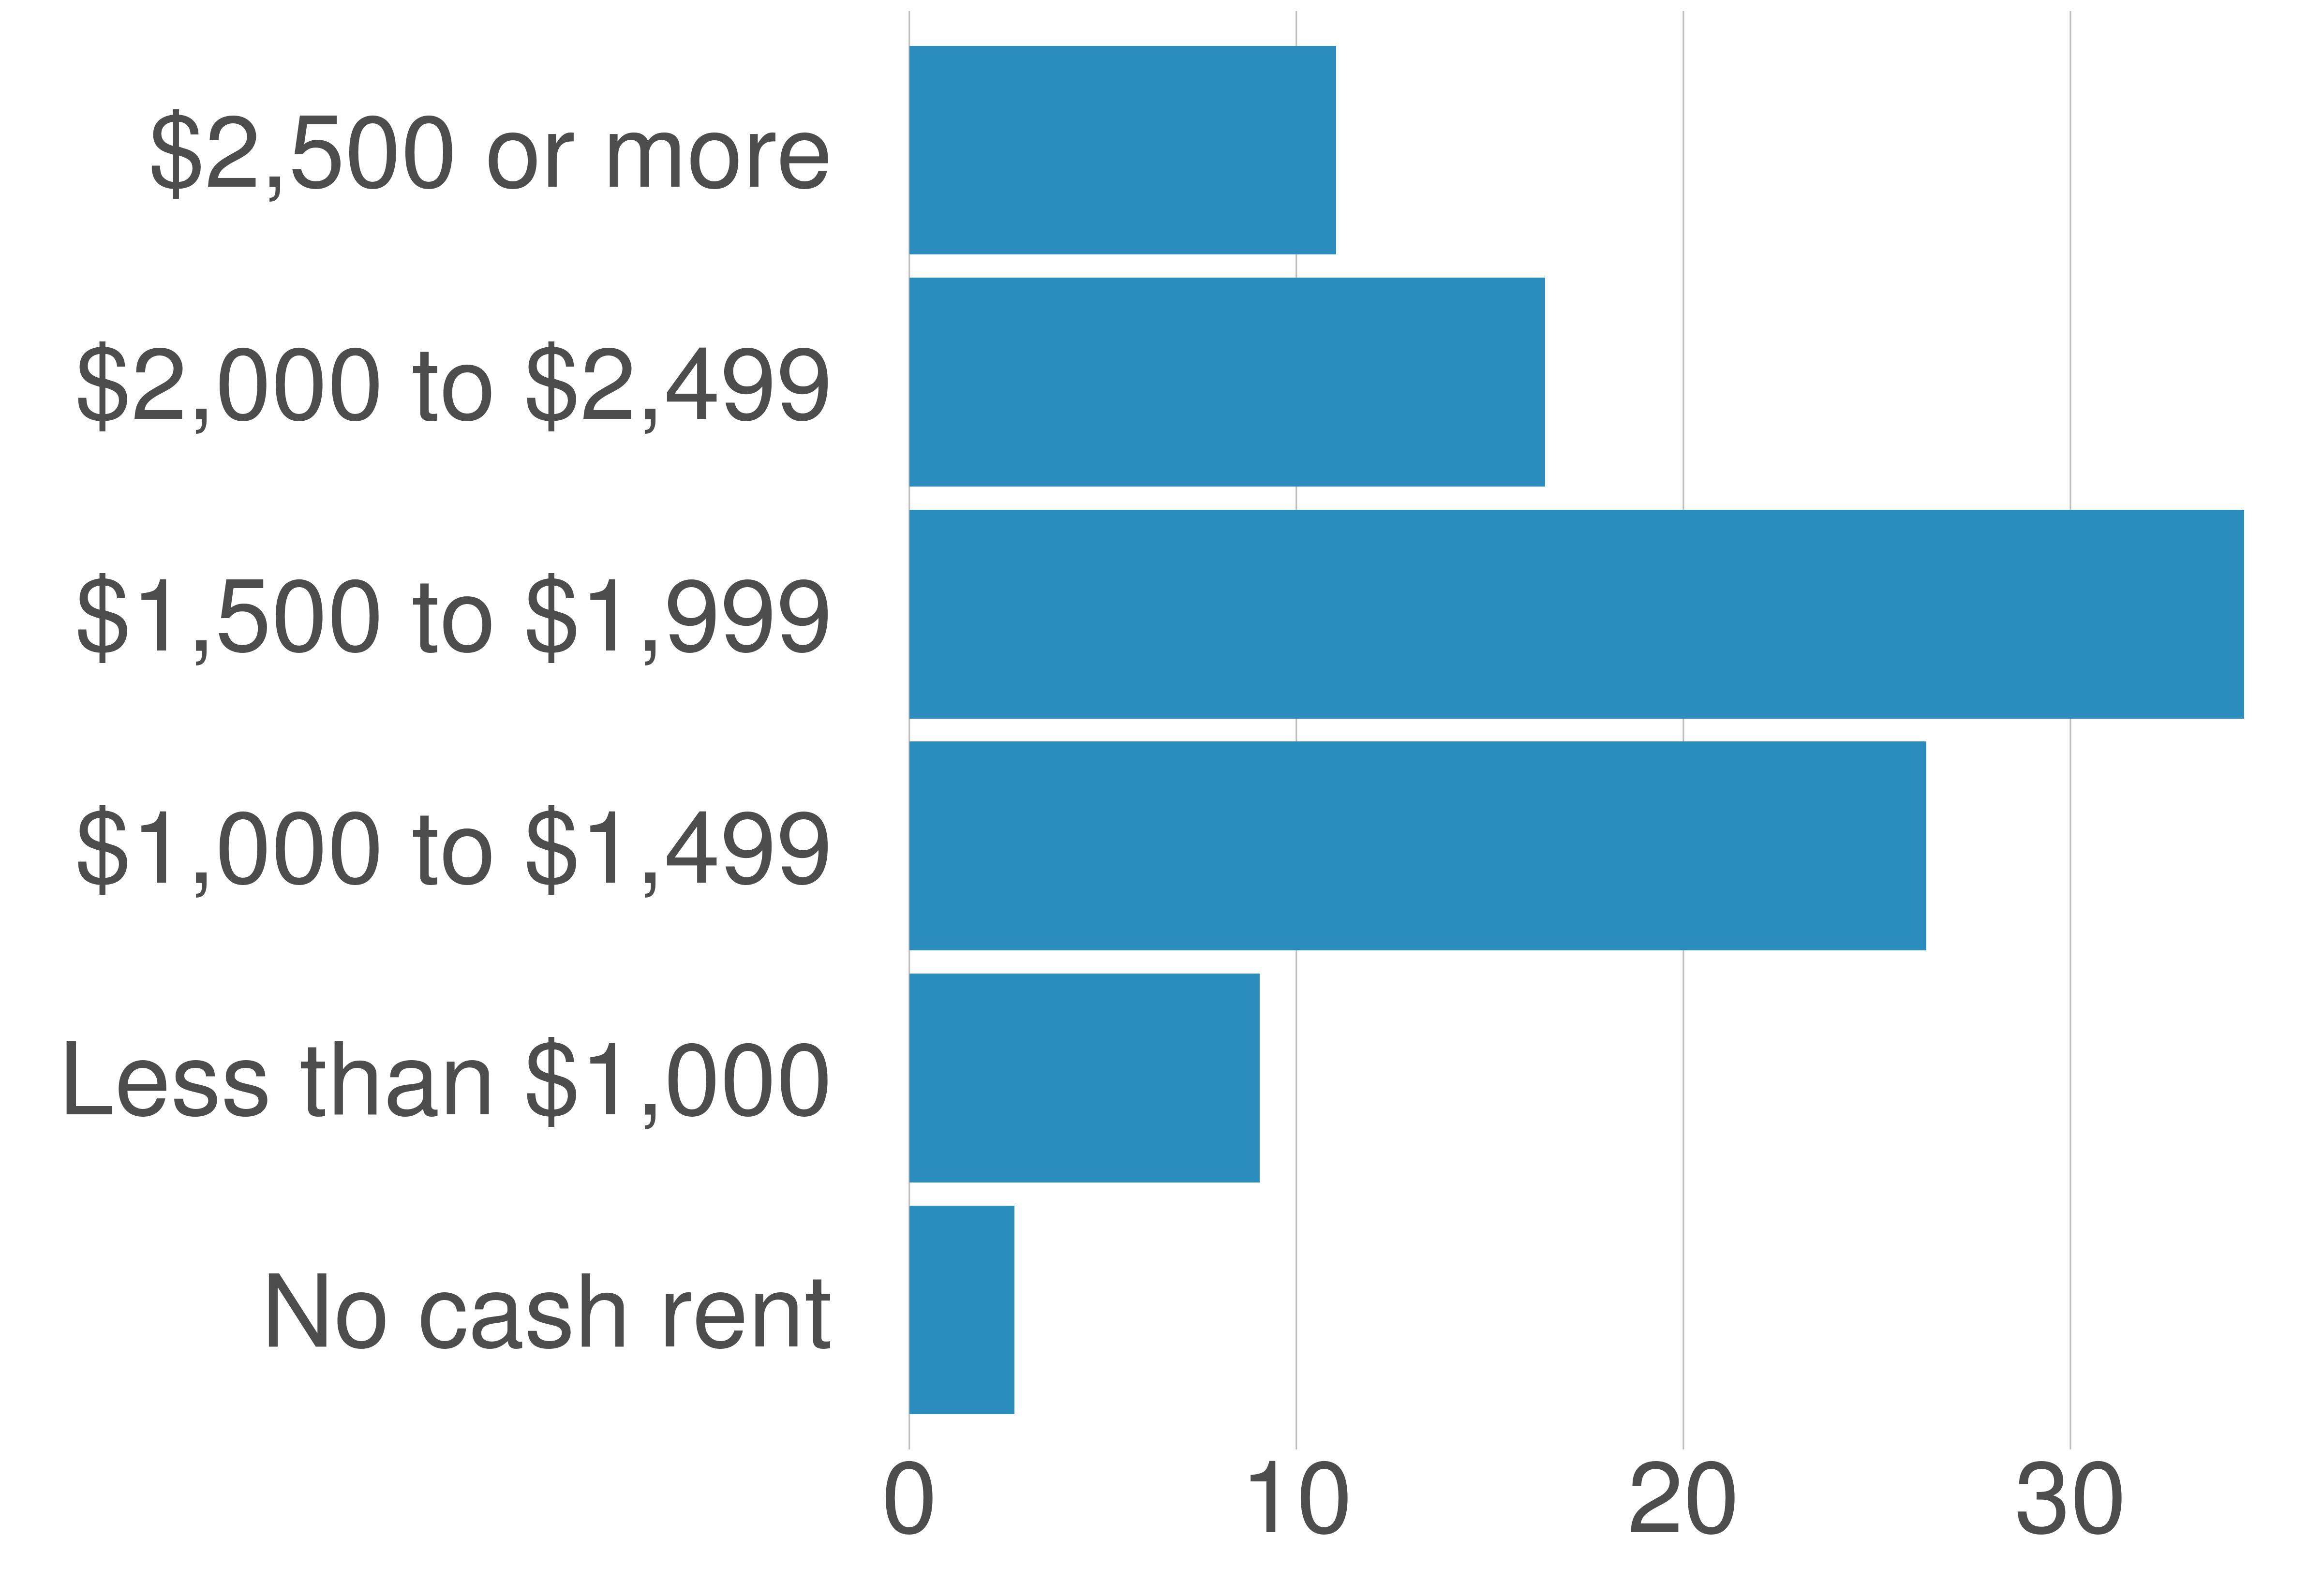 $2,500 or more
$2,000 to $2,499
$1,500 to $1,999
$1,000 to $1,499
Less than $1,000
No cash rent
0 10 20 30